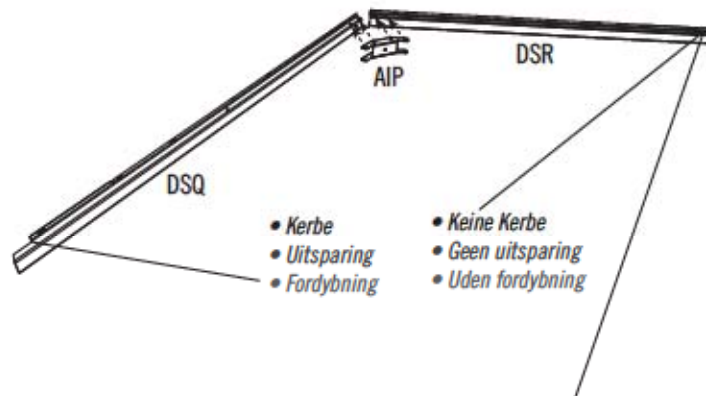 DSR
AIP
DSQ
• Kerbe
• Uitsparing
• Fordybning
• Keine Kerbe
• Geen uitsparing
• Uden fordybning